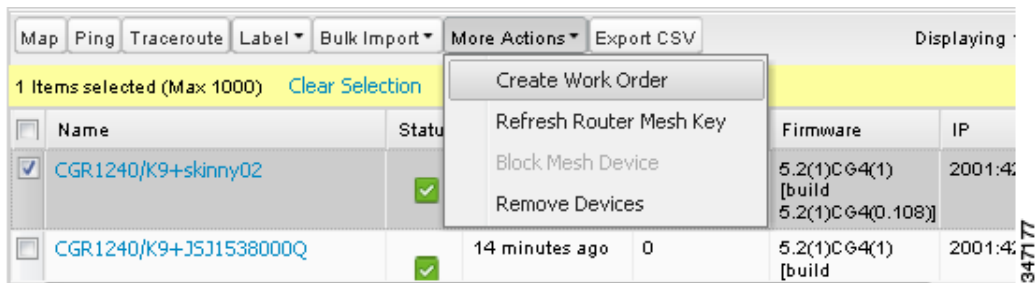 Map Ping Traceroute Label Bulk Import More Actions Export CSV Displaying
1 Items selected (Max 1000) Clear Selection
Create Work Order
Refresh Router Mesh Key
Block Mesh Device
Remove Devices
Name Statu Firmware IP
CGR1240/K9+skinny02 5.2(1)CG4(1) 2001:42
[build
5.2(1)CG4(0.108)]
CGR1240/K9+JSJ1538000Q 14 minutes ago 0 5.2(1)CG4(1) 2001:42
[build
347177